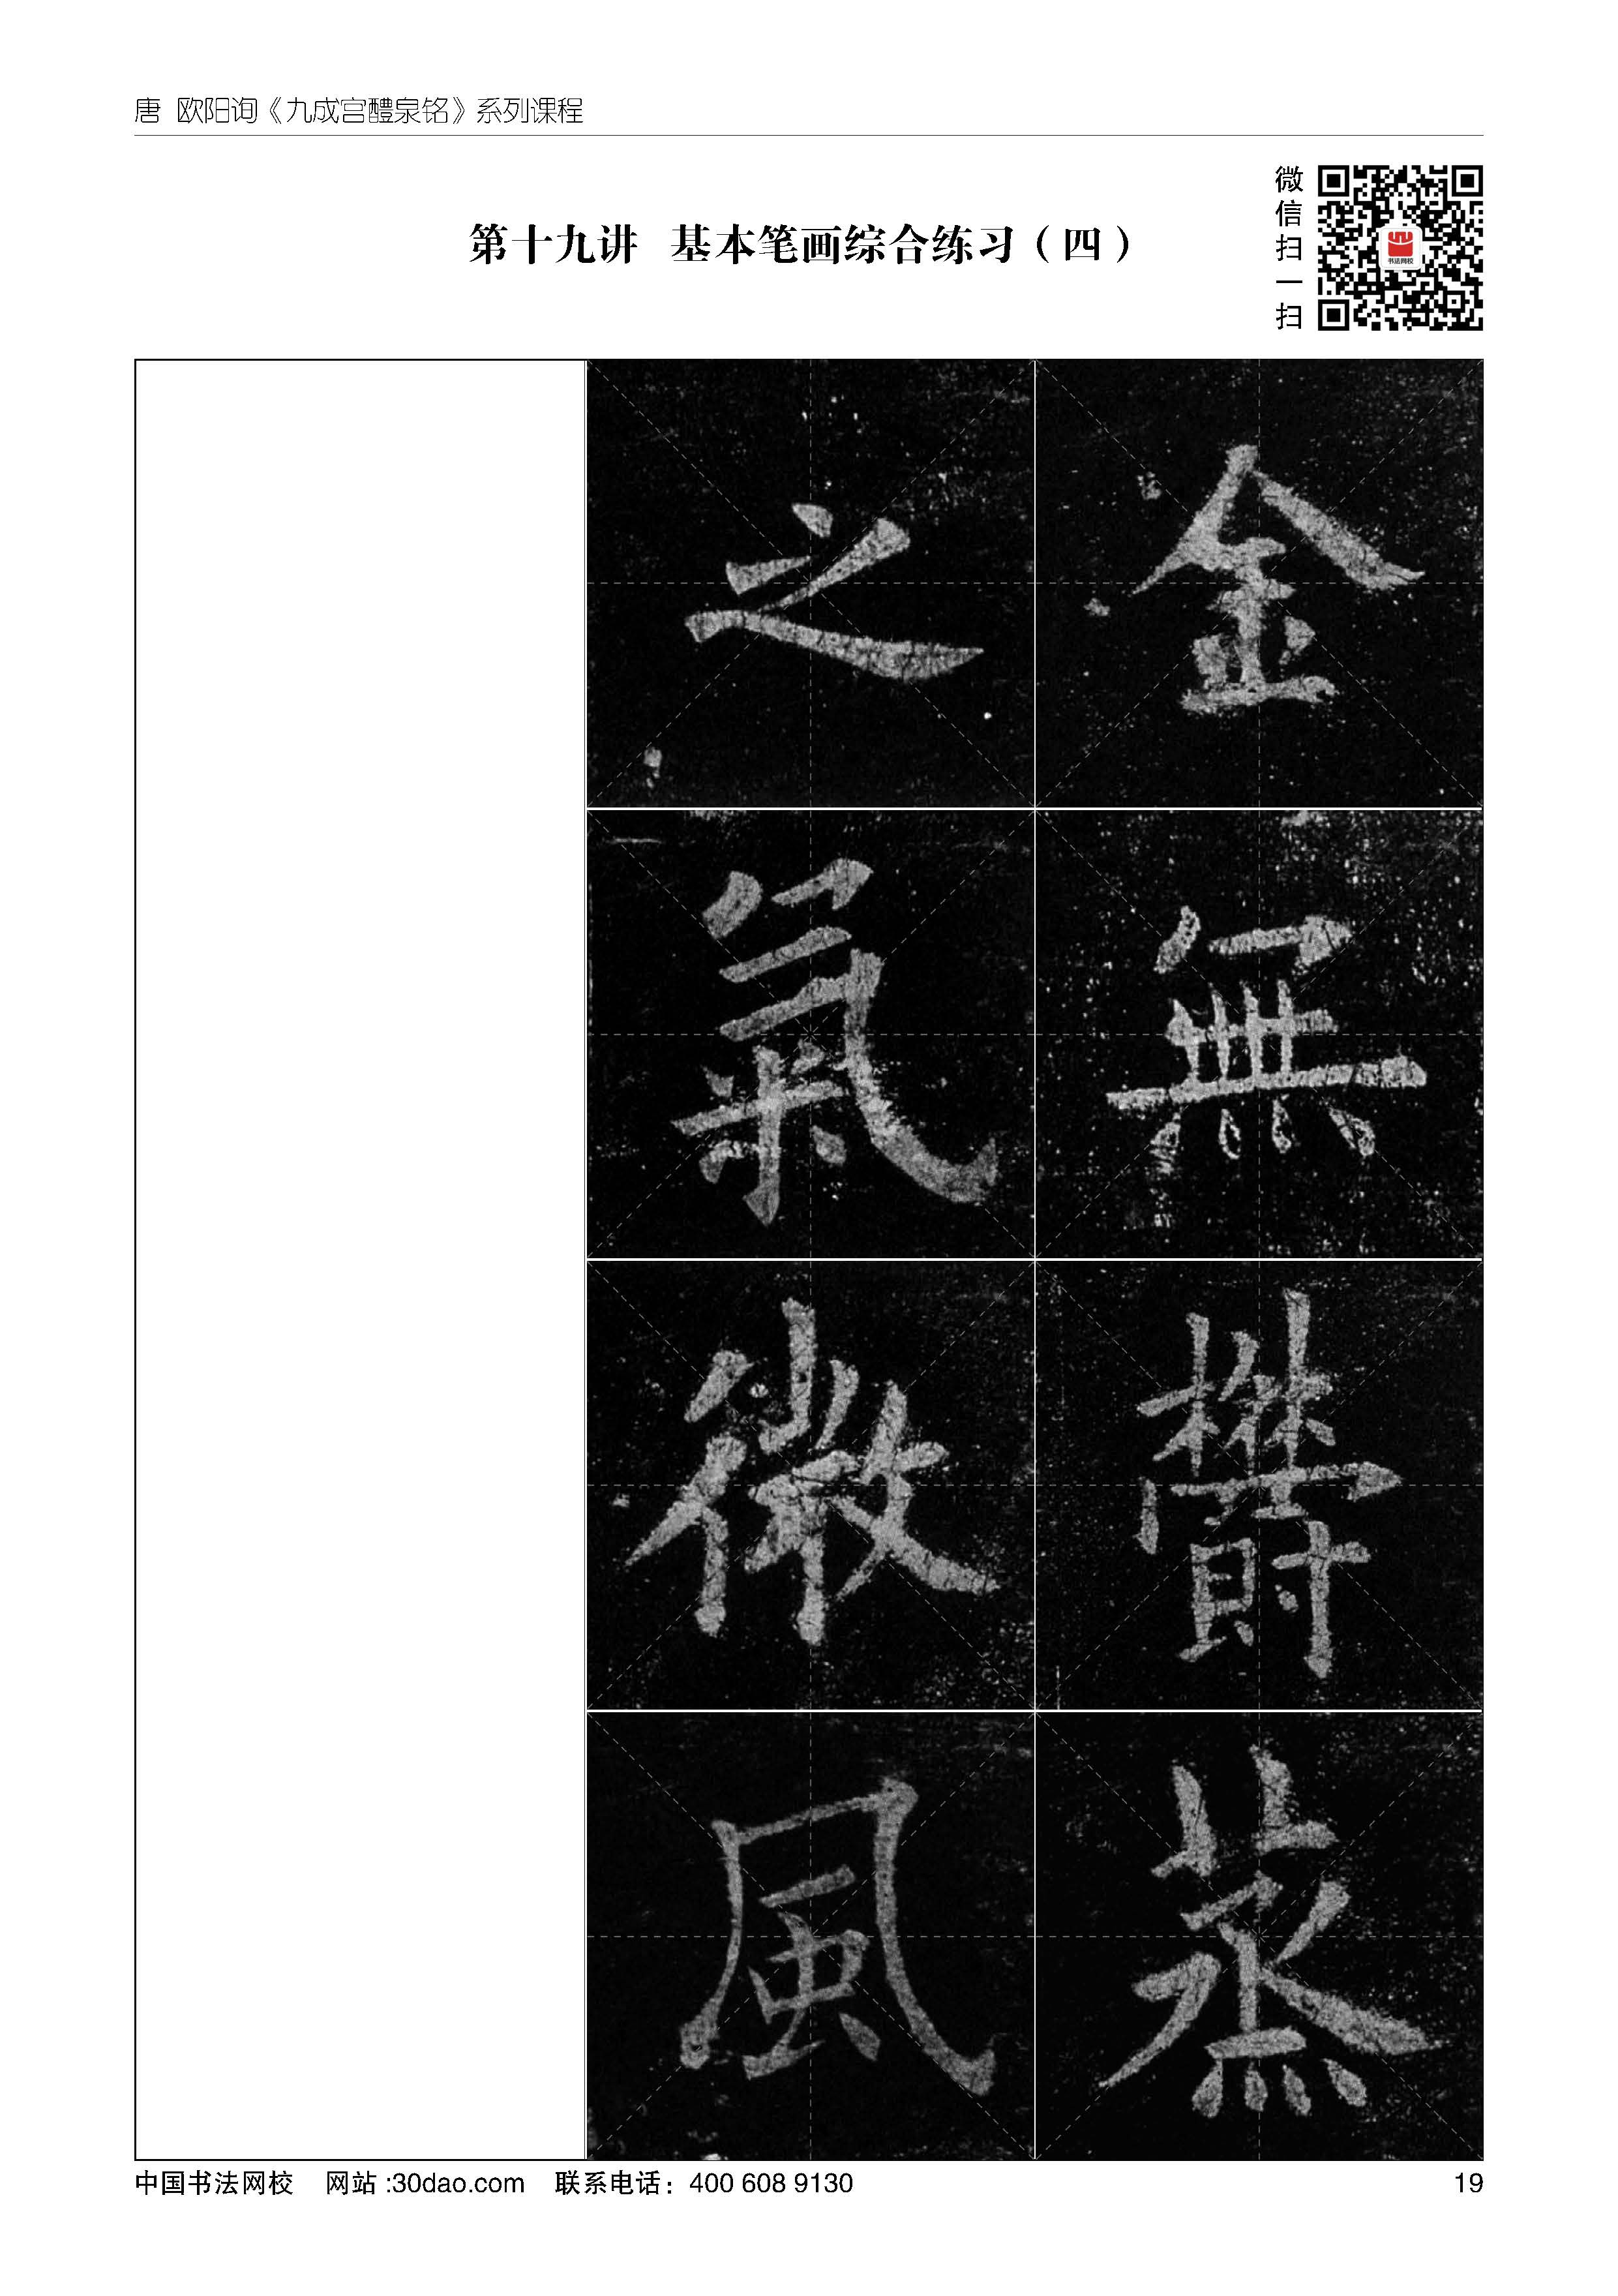 唐 欧阳询《九成宫醴泉铭》系列课程
第十九讲 基本笔画综合练习（四）
微信扫一扫
书法网校
金無欝蒸
之氣微風
中国书法网校 网站:30dao.com 联系电话：400 608 9130
19